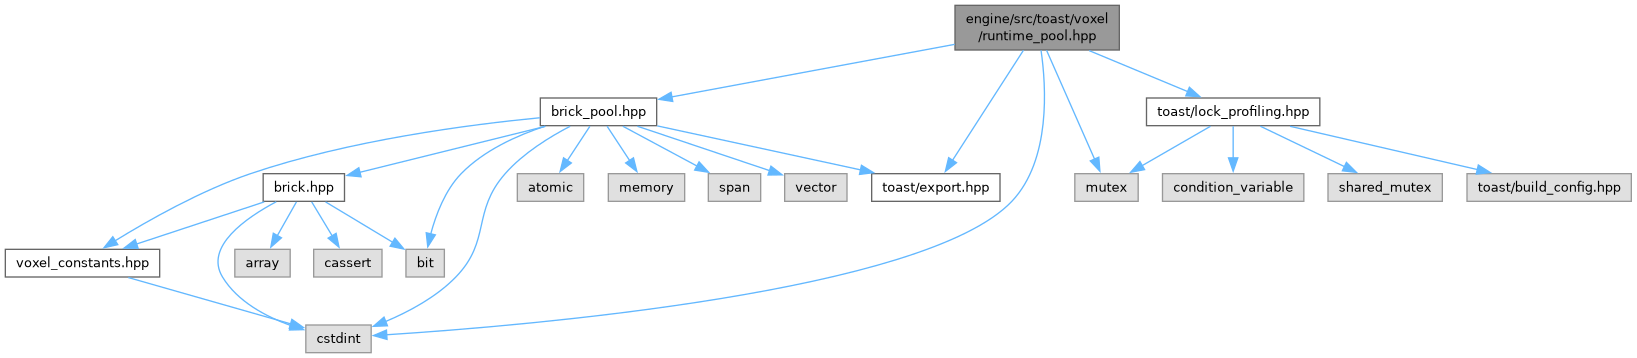 engine/src/toast/voxel
/runtime_pool.hpp
brick_pool.hpp
toast/lock_profiling.hpp
brick.hpp
atomic
memory
span
vector
toast/export.hpp
mutex
condition_variable
shared_mutex
toast/build_config.hpp
voxel_constants.hpp
array
cassert
bit
cstdint